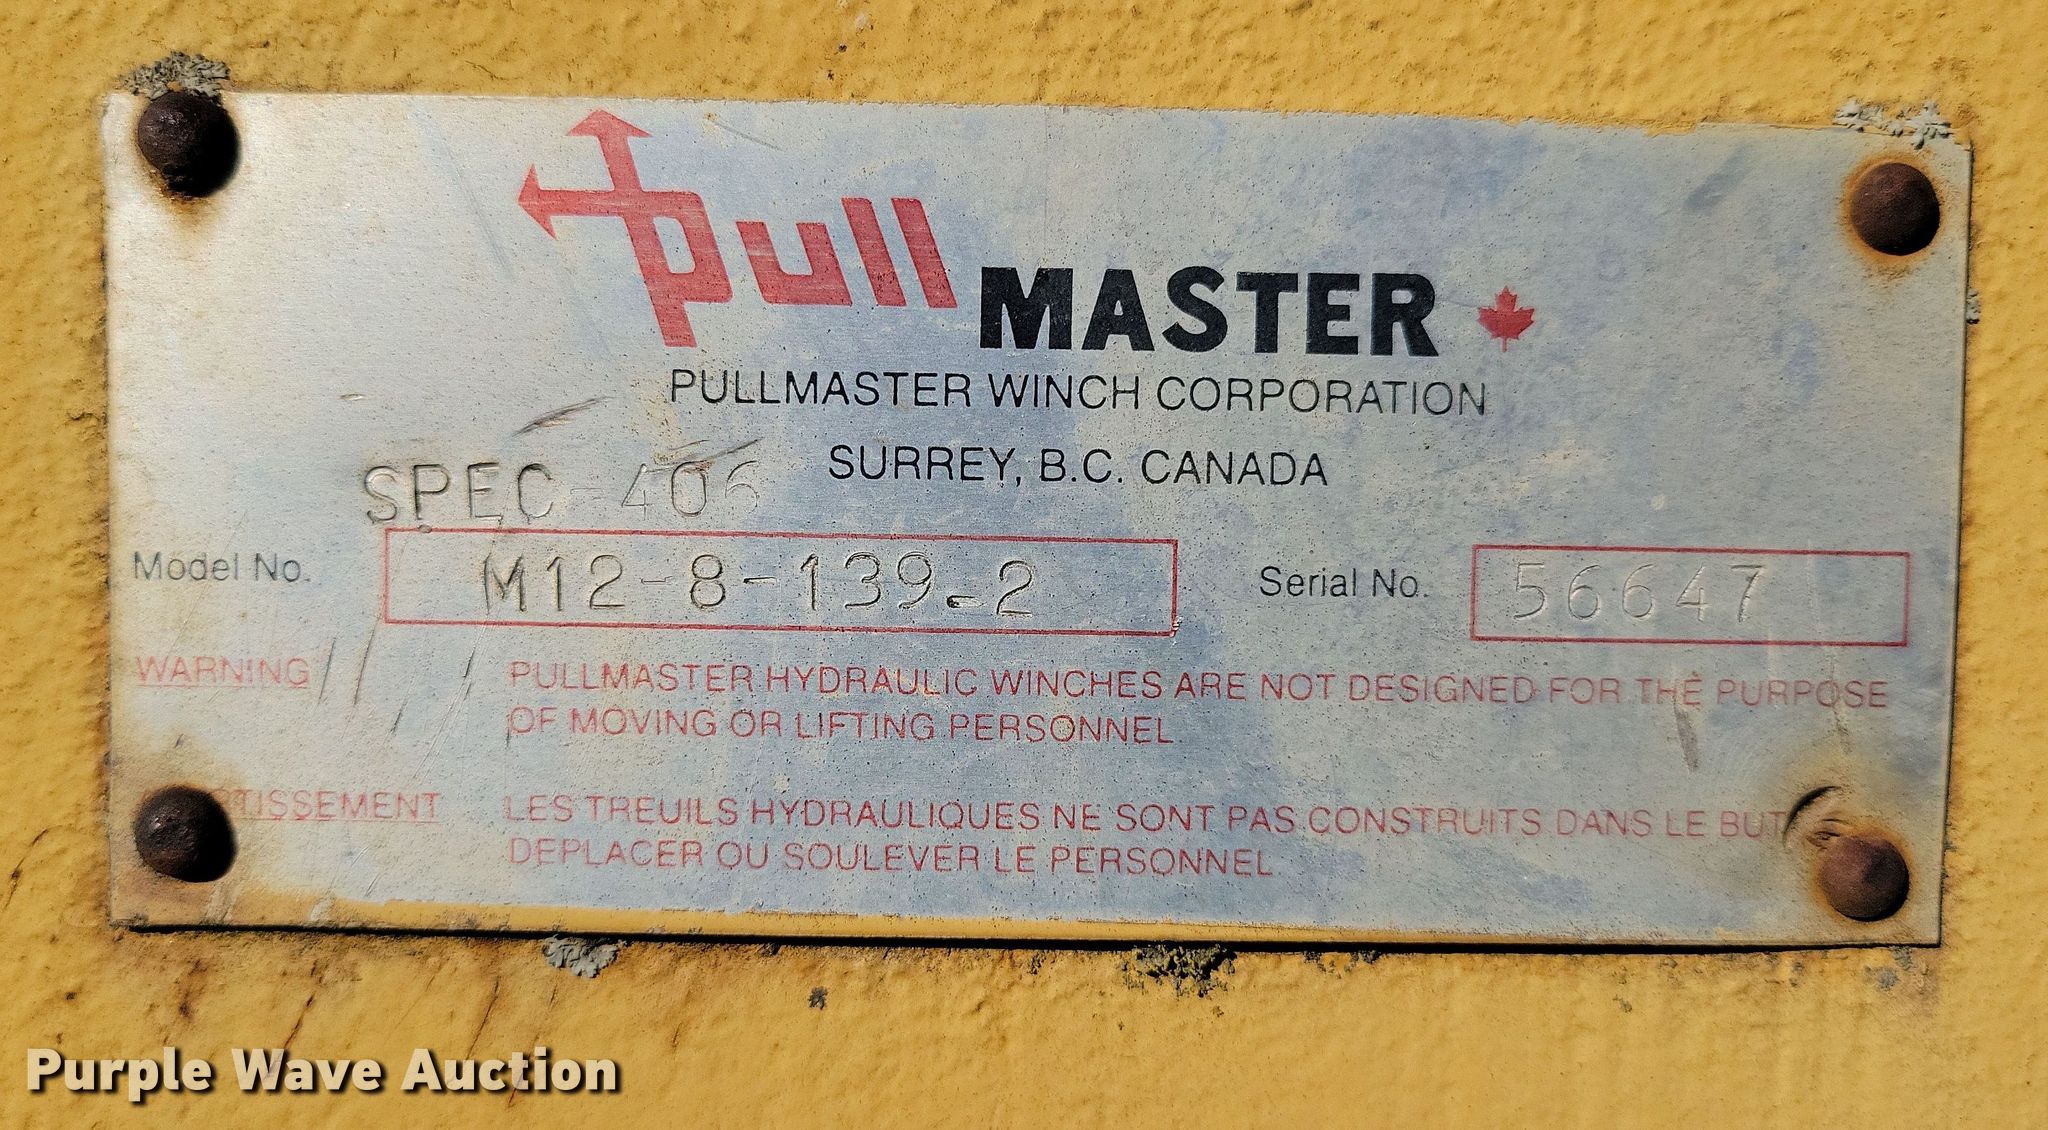 pull MASTER
PULLMASTER WINCH CORPORATION
SURREY, B.C. CANADA
SPEC-406
Model No. M12-8-139-2 Serial No. 56647
WARNING PULLMASTER HYDRAULIC WINCHES ARE NOT DESIGNED FOR THE PURPOSE
OF MOVING OR LIFTING PERSONNEL
LES TREUILS HYDRAULIQUES NE SONT PAS CONSTRUITS DANS LE BUT
DEPLACER OU SOULEVER LE PERSONNEL
Purple Wave Auction